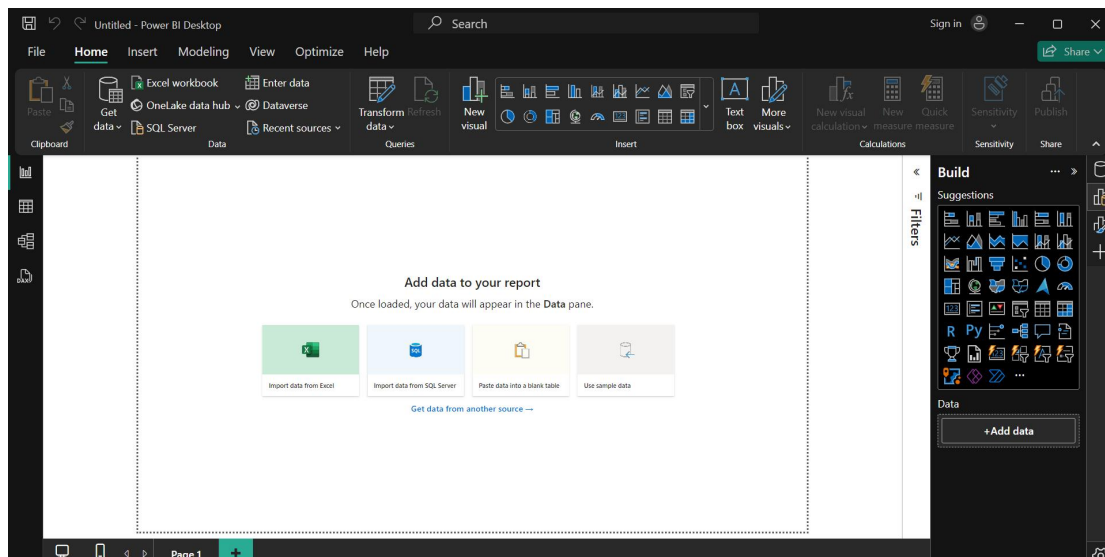 Untitled - Power BI Desktop
Search
Sign in
File Home Insert Modeling View Optimize Help
Share
Paste
Clipboard
Get data
Excel workbook
OneLake data hub
SQL Server
Enter data
Dataverse
Recent sources
Data
Transform data
Refresh
Queries
New visual
Text box
More visuals
Insert
New visual calculation
New measure
Quick measure
Calculations
Sensitivity
Sensitivity
Publish
Share
DAX
Add data to your report
Once loaded, your data will appear in the Data pane.
SQL
Import data from Excel
Import data from SQL Server
Paste data into a blank table
Use sample data
Get data from another source →
Filters
Build
Suggestions
123
R Py
Data
+Add data
Page 1